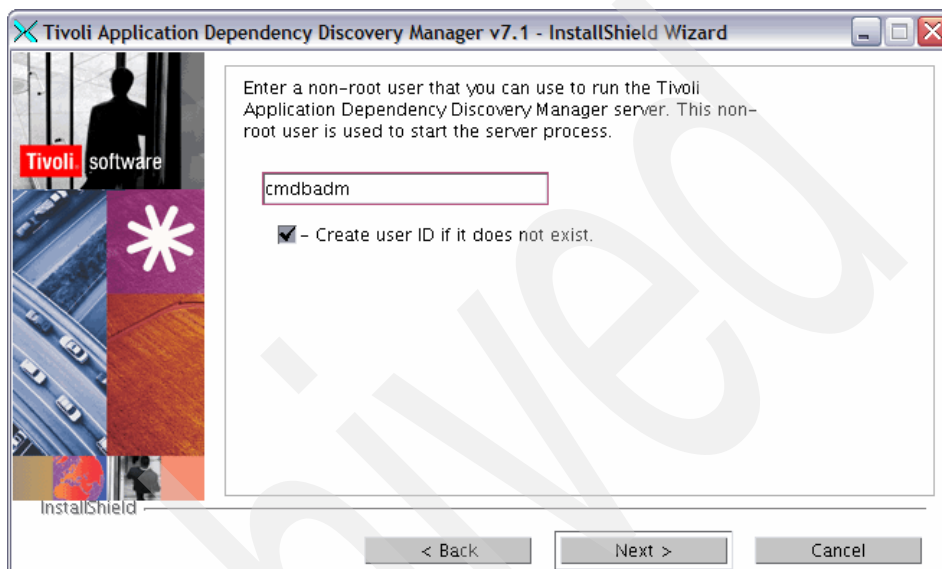 Tivoli Application Dependency Discovery Manager v7.1 - InstallShield Wizard
Enter a non-root user that you can use to run the Tivoli
Application Dependency Discovery Manager server. This non-
root user is used to start the server process.
Tivoli. software
cmdbadm
- Create user ID if it does not exist.
InstallShield
< Back Next > Cancel
hived